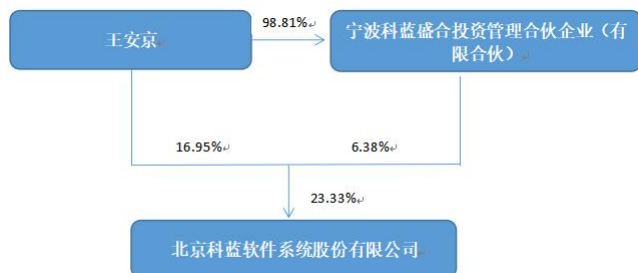 王安京
98.81%
宁波科蓝盛合投资管理合伙企业（有
限合伙）
16.95%
6.38%
23.33%
北京科蓝软件系统股份有限公司